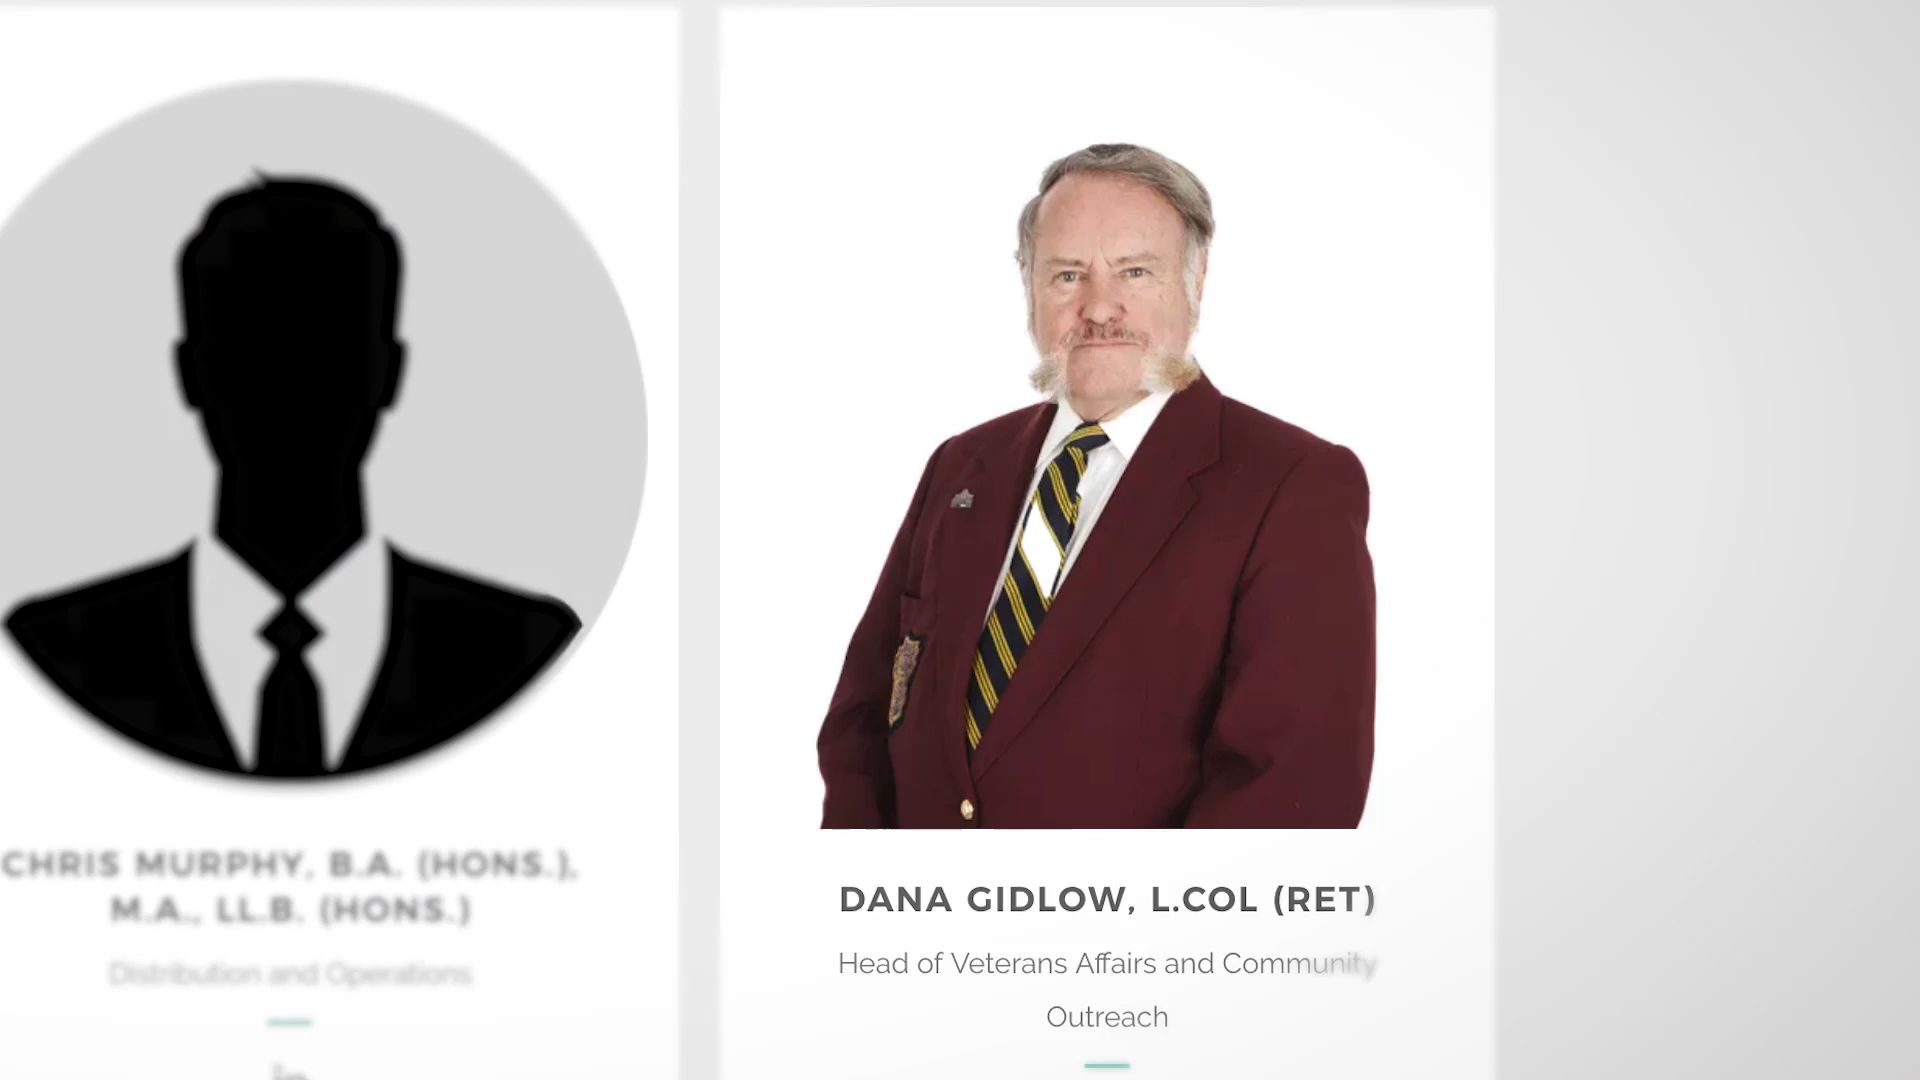 CHRIS MURPHY, B.A. (HONS.),
M.A., LL.B. (HONS.)
Distribution and Operations
in
DANA GIDLOW, L.COL (RET)
Head of Veterans Affairs and Community
Outreach